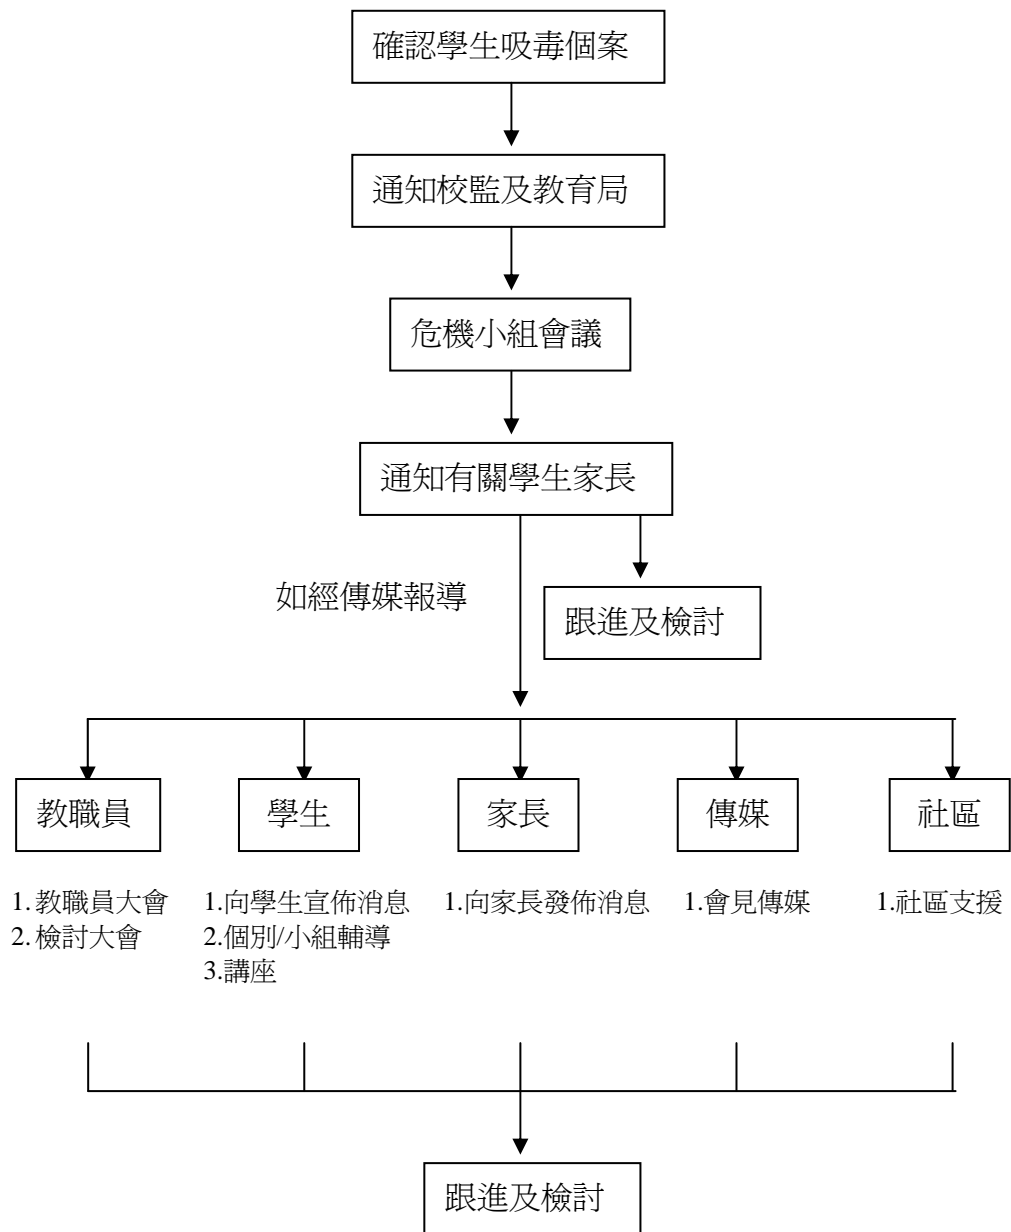 確認學生吸毒個案
通知校監及教育局
危機小組會議
通知有關學生家長
如經傳媒報導
跟進及檢討
教職員
學生
家長
傳媒
社區
1. 教職員大會
2. 檢討大會
1.向學生宣佈消息
2.個別/小組輔導
3.講座
1.向家長發佈消息
1.會見傳媒
1.社區支援
跟進及檢討